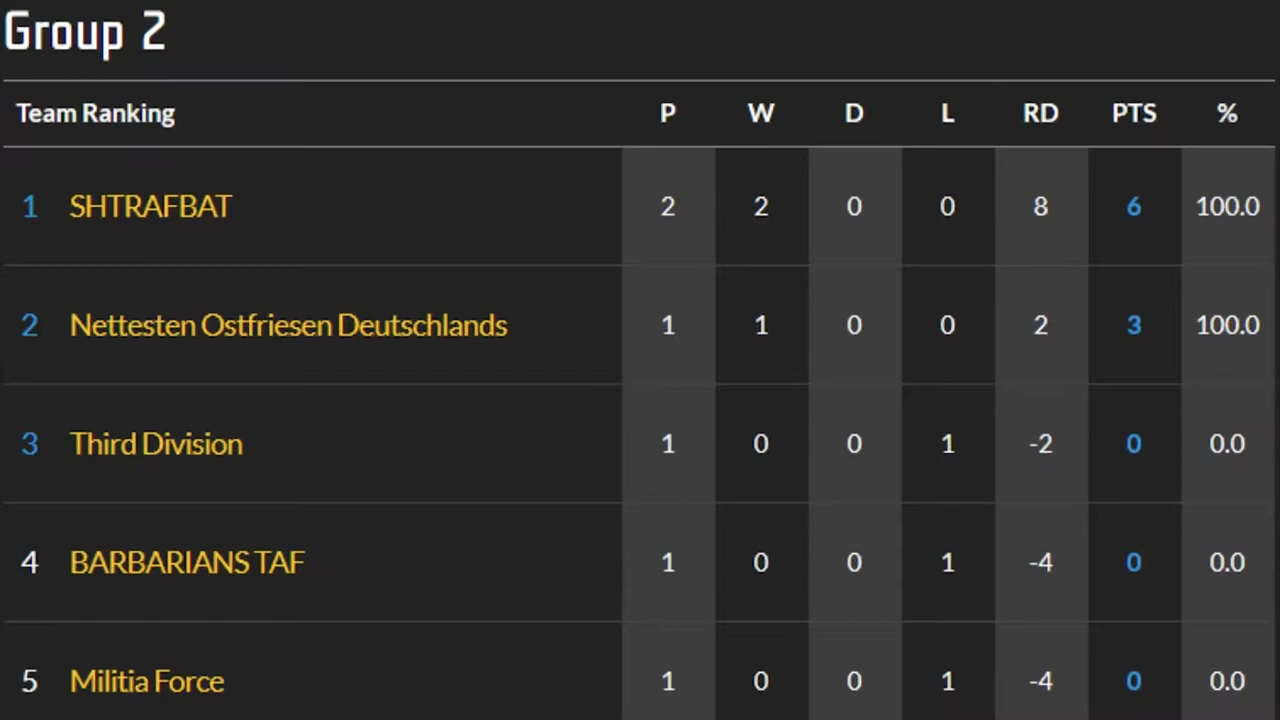 Group 2
Team Ranking P W D L RD PTS %
1 SHTRAFBAT 2 2 0 0 8 6 100.0
2 Nettesten Ostfriesen Deutschlands 1 1 0 0 2 3 100.0
3 Third Division 1 0 0 1 -2 0 0.0
4 BARBARIANS TAF 1 0 0 1 -4 0 0.0
5 Militia Force 1 0 0 1 -4 0 0.0